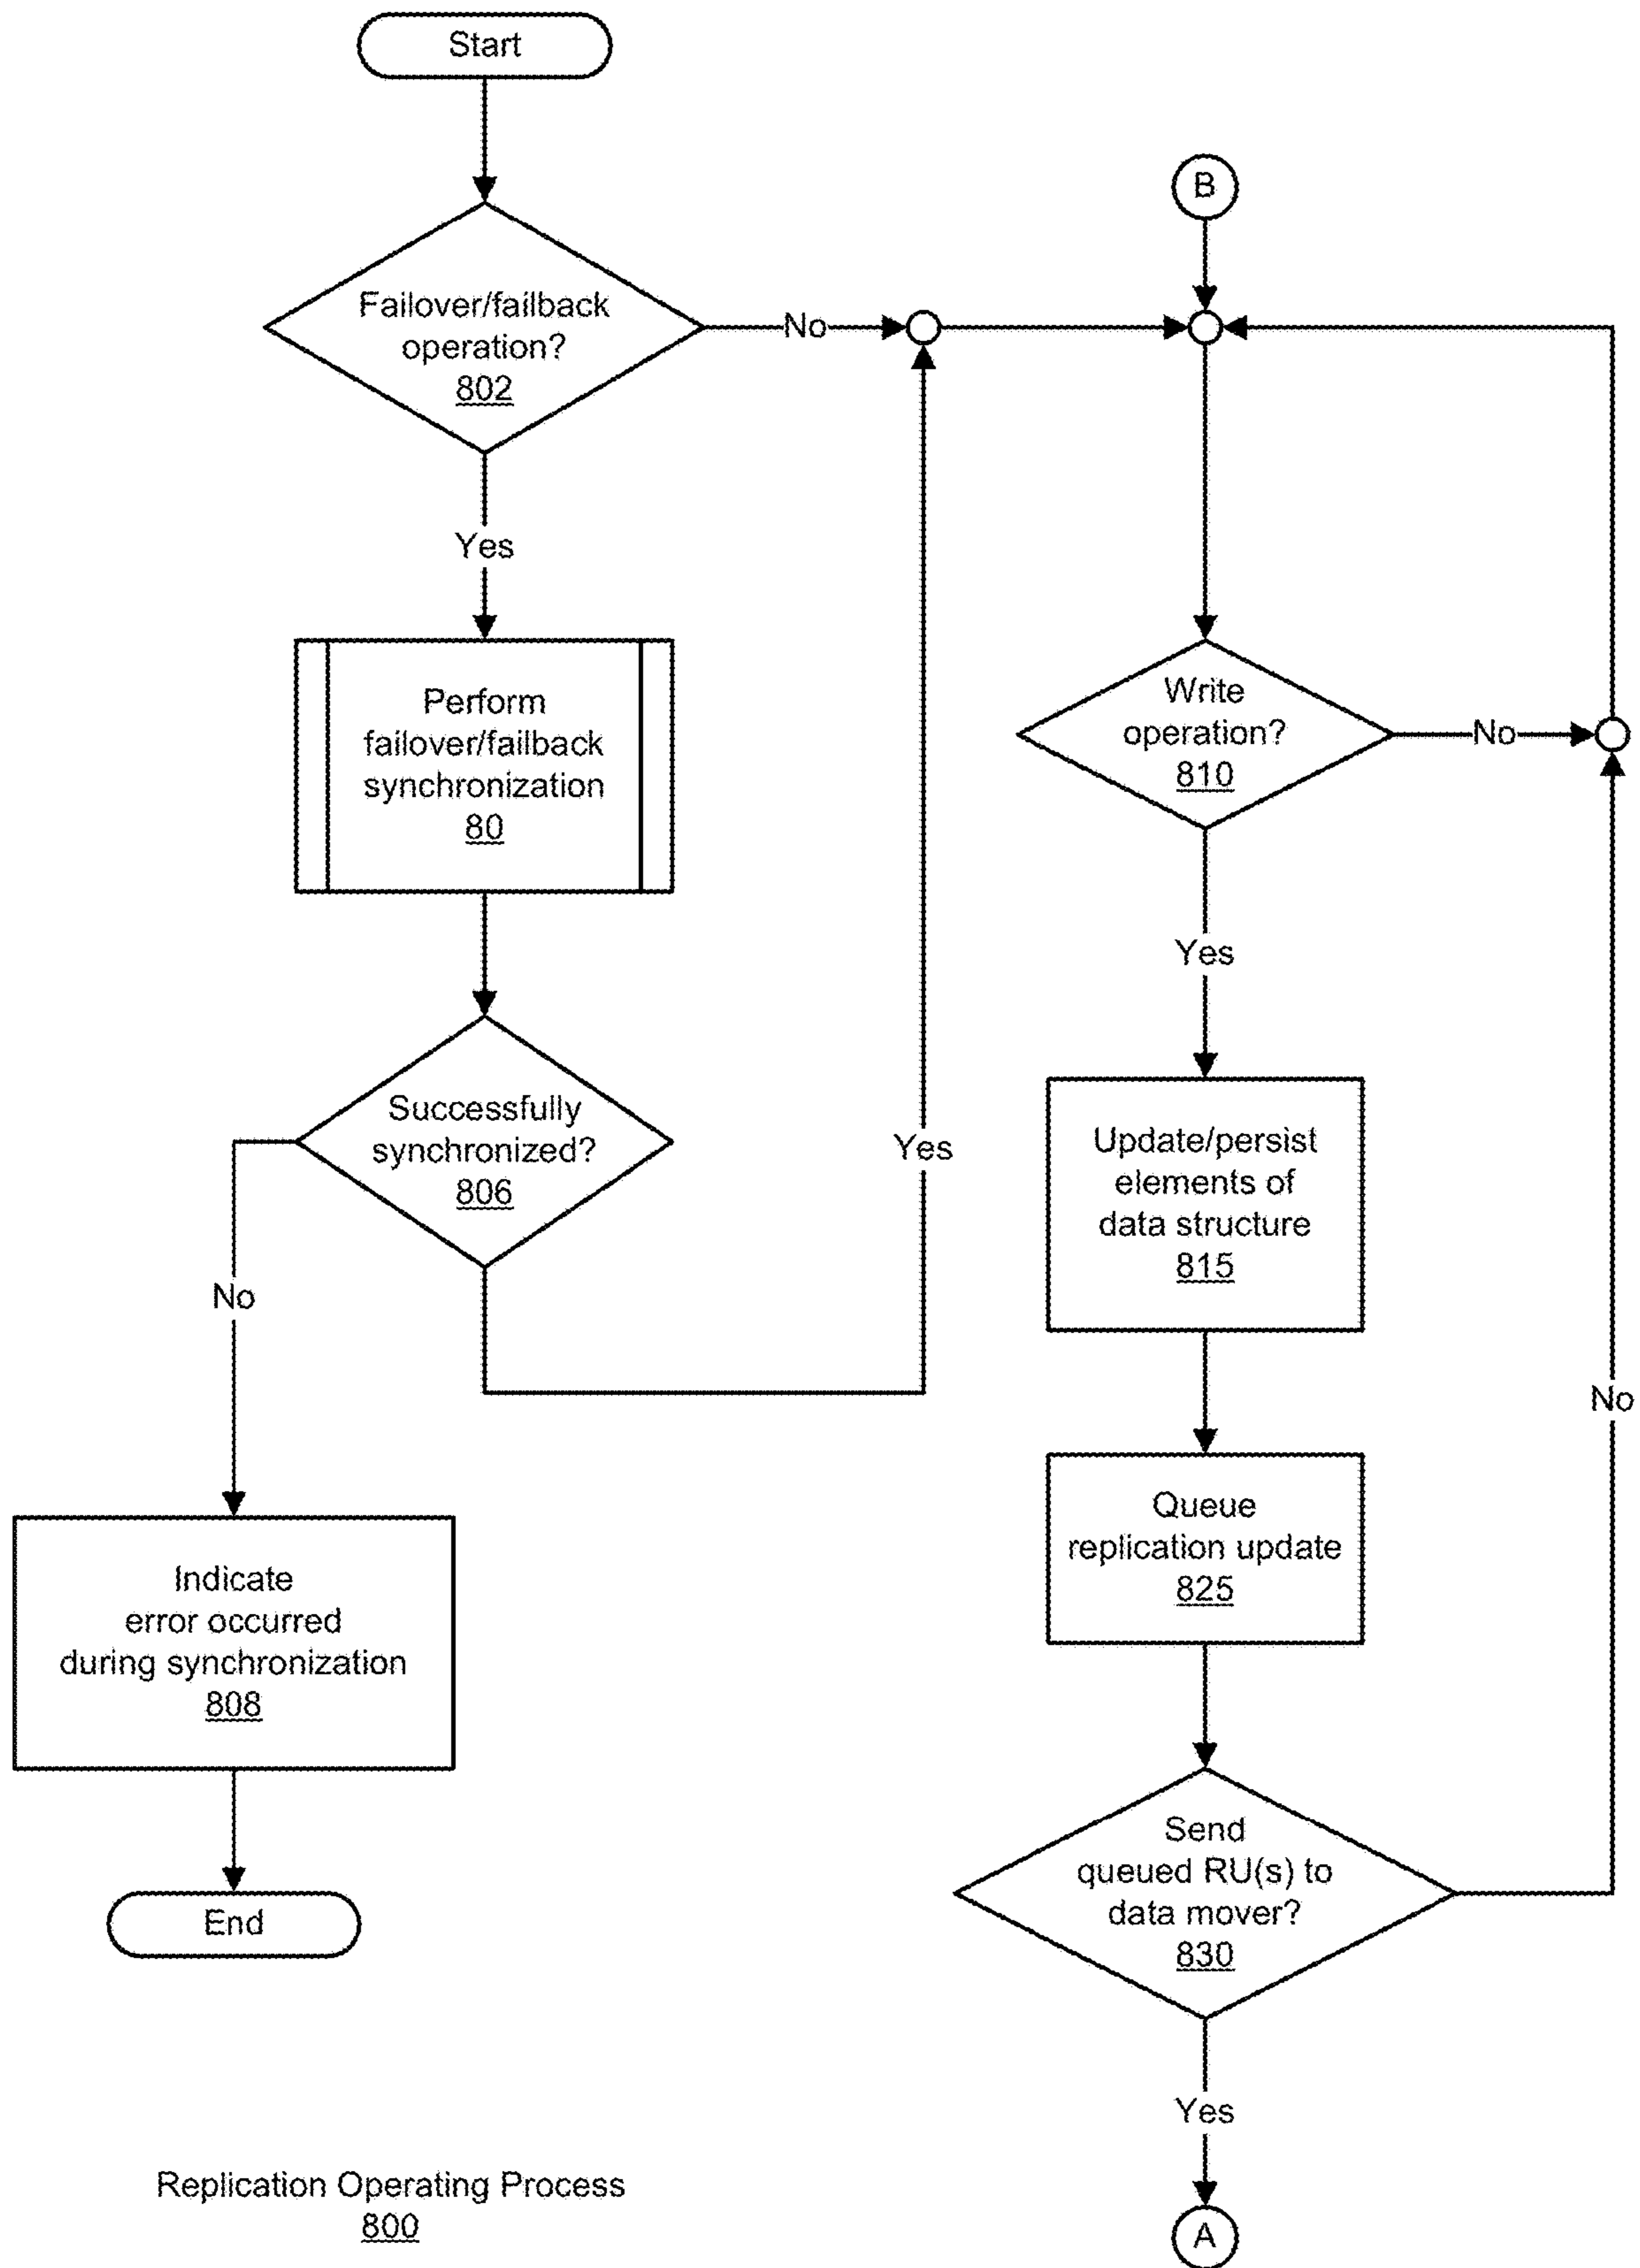 Start
Failover/failback
operation?
802
No
Yes
Perform
failover/failback
synchronization
80
Successfully
synchronized?
806
Yes
No
Indicate
error occurred
during synchronization
808
End
B
Write
operation?
810
No
Yes
Update/persist
elements of
data structure
815
Queue
replication update
825
No
Send
queued RU(s) to
data mover?
830
Yes
A
Replication Operating Process
800